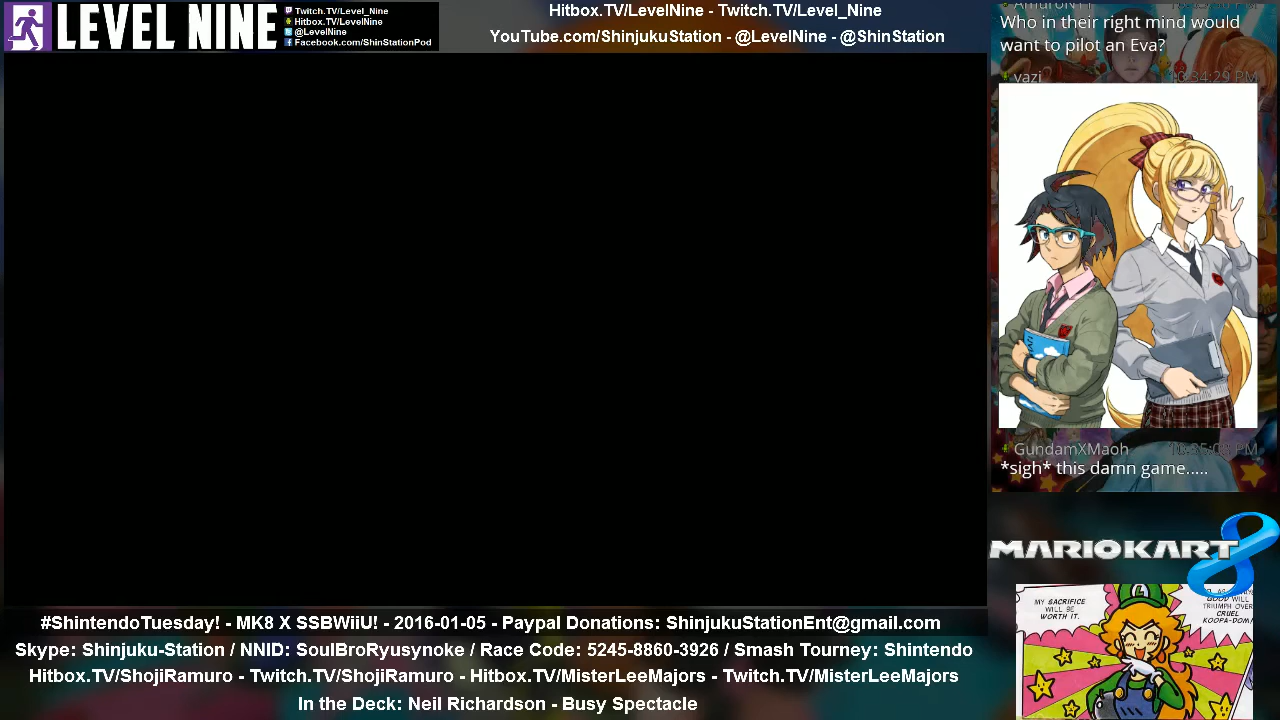 LEVEL NINE
Twitch.TV/Level_Nine
Hitbox.TV/LevelNine
@LevelNine
Facebook.com/ShinStationPod
Hitbox.TV/LevelNine - Twitch.TV/Level_Nine
YouTube.com/ShinjukuStation - @LevelNine - @ShinStation
Who in their right mind would
want to pilot an Eva?
vazi 10:34:29 PM
GundamXMaoh
*sigh* this damn game.....
MARIOKART 8
MY SACRIFICE
WILL BE
WORTH IT.
GOOD WILL
TRIUMPH OVER
CRUEL
KOOPA-DOM
#ShintendoTuesday! - MK8 X SSBWiiU! - 2016-01-05 - Paypal Donations: ShinjukuStationEnt@gmail.com
Skype: Shinjuku-Station / NNID: SoulBroRyusynoke / Race Code: 5245-8860-3926 / Smash Tourney: Shintendo
Hitbox.TV/ShojiRamuro - Twitch.TV/ShojiRamuro - Hitbox.TV/MisterLeeMajors - Twitch.TV/MisterLeeMajors
In the Deck: Neil Richardson - Busy Spectacle